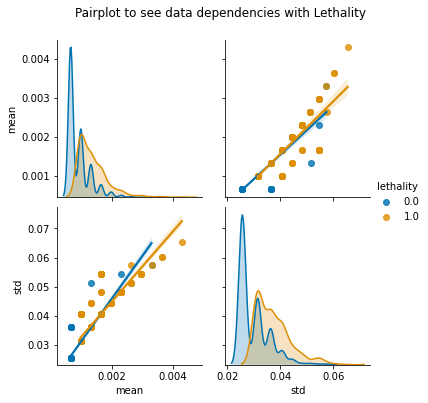 Pairplot to see data dependencies with Lethality
0.004
0.003
0.002
0.001
mean
lethality
0.0
1.0
0.07
0.06
0.05
0.04
0.03
std
0.002
0.004
mean
0.02
0.04
0.06
std